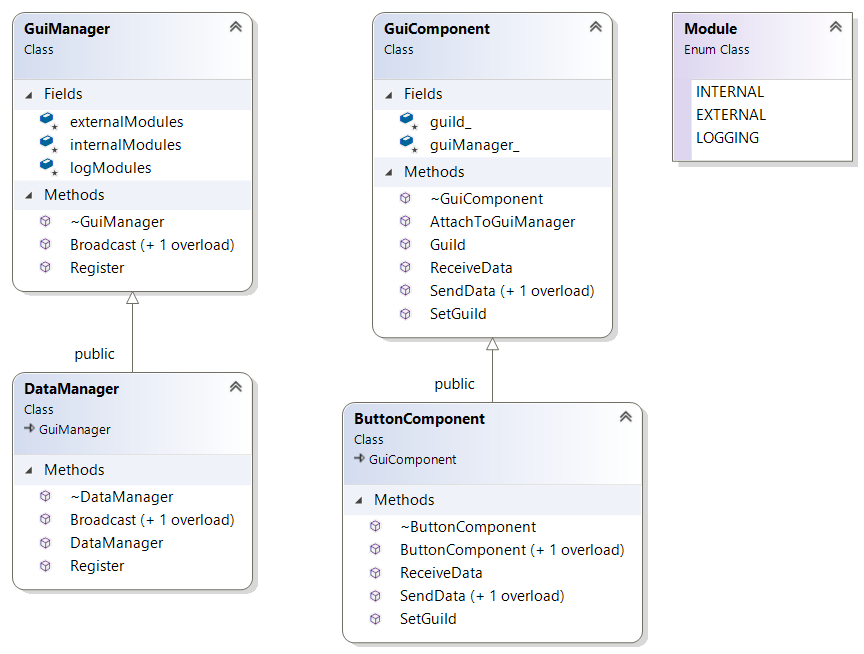 GuiManager
Class
Fields
externalModules
internalModules
logModules
Methods
~GuiManager
Broadcast (+ 1 overload)
Register
public
DataManager
Class
GuiManager
Methods
~DataManager
Broadcast (+ 1 overload)
DataManager
Register
GuiComponent
Class
Fields
guiId_
guiManager_
Methods
~GuiComponent
AttachToGuiManager
GuiId
ReceiveData
SendData (+ 1 overload)
SetGuiId
public
ButtonComponent
Class
GuiComponent
Methods
~ButtonComponent
ButtonComponent (+ 1 overload)
ReceiveData
SendData (+ 1 overload)
SetGuiId
Module
Enum Class
INTERNAL
EXTERNAL
LOGGING